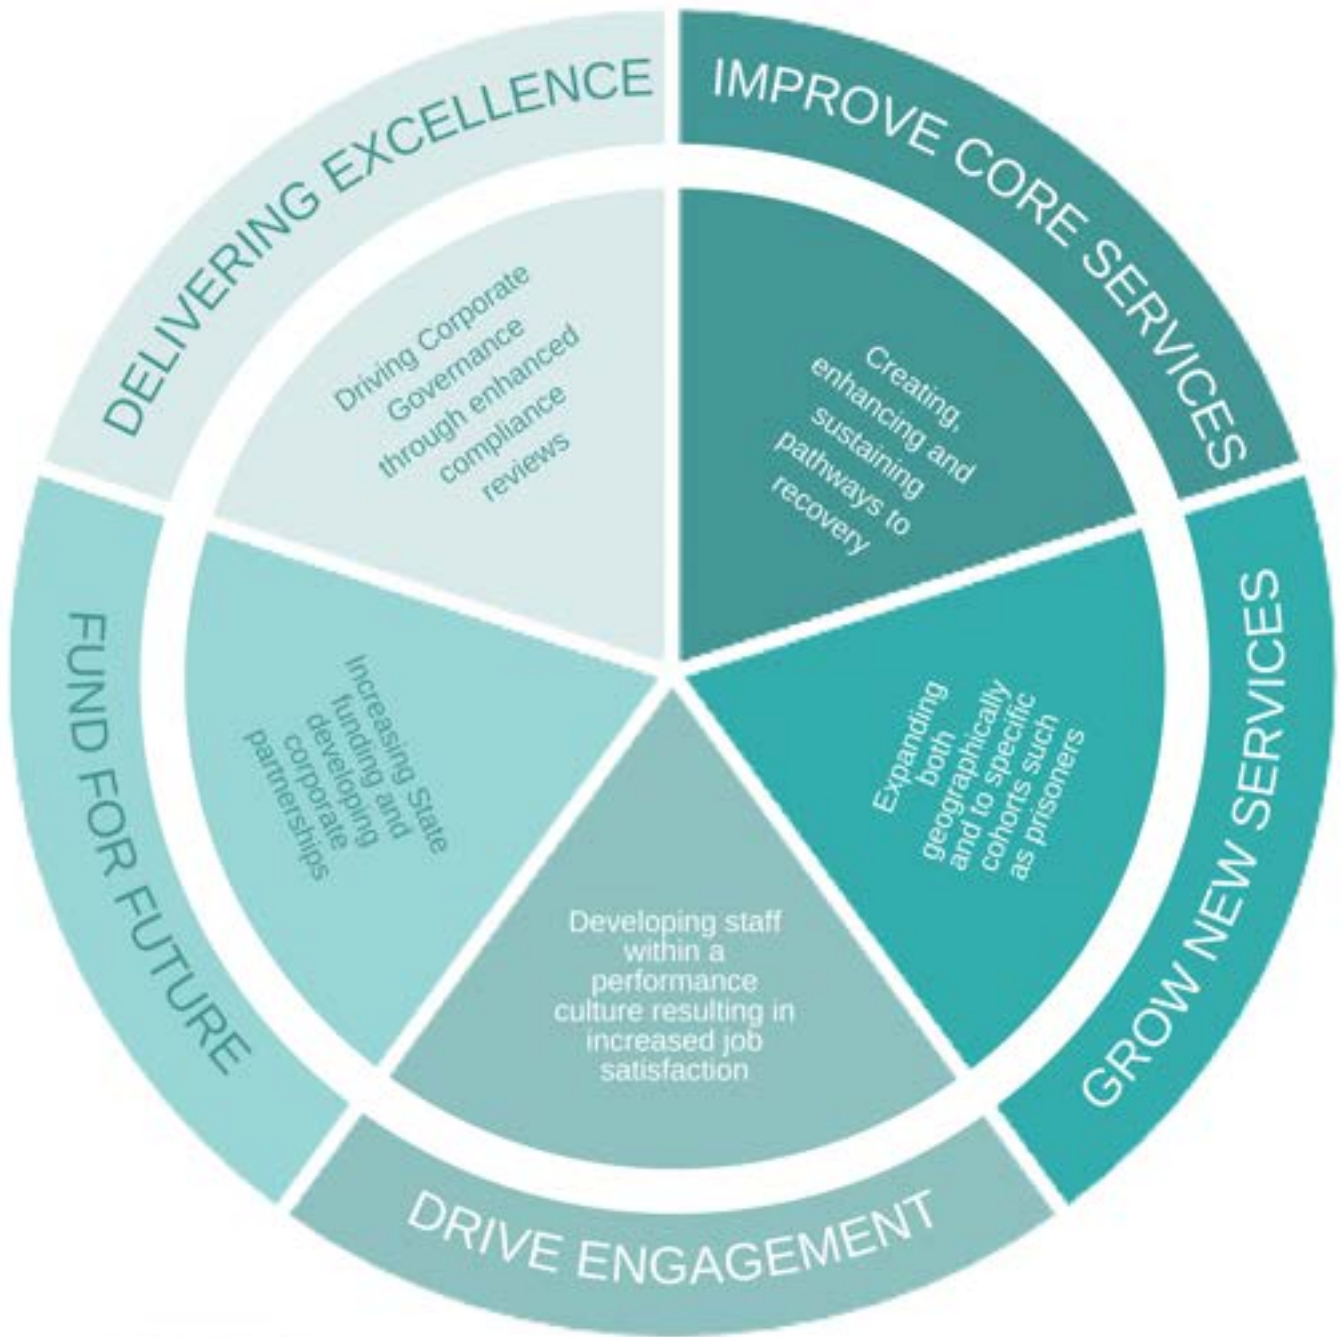 IMPROVE CORE SERVICES
Creating,
enhancing and
sustaining
pathways to
recovery
GROW NEW SERVICES
Expanding
both
geographically
and to specific
cohorts such
as prisoners
DRIVE ENGAGEMENT
Developing staff
within a
performance
culture resulting in
increased job
satisfaction
FUND FOR FUTURE
Increasing State
funding and
developing
corporate
partnerships
DELIVERING EXCELLENCE
Driving Corporate
Governance
through enhanced
compliance
reviews